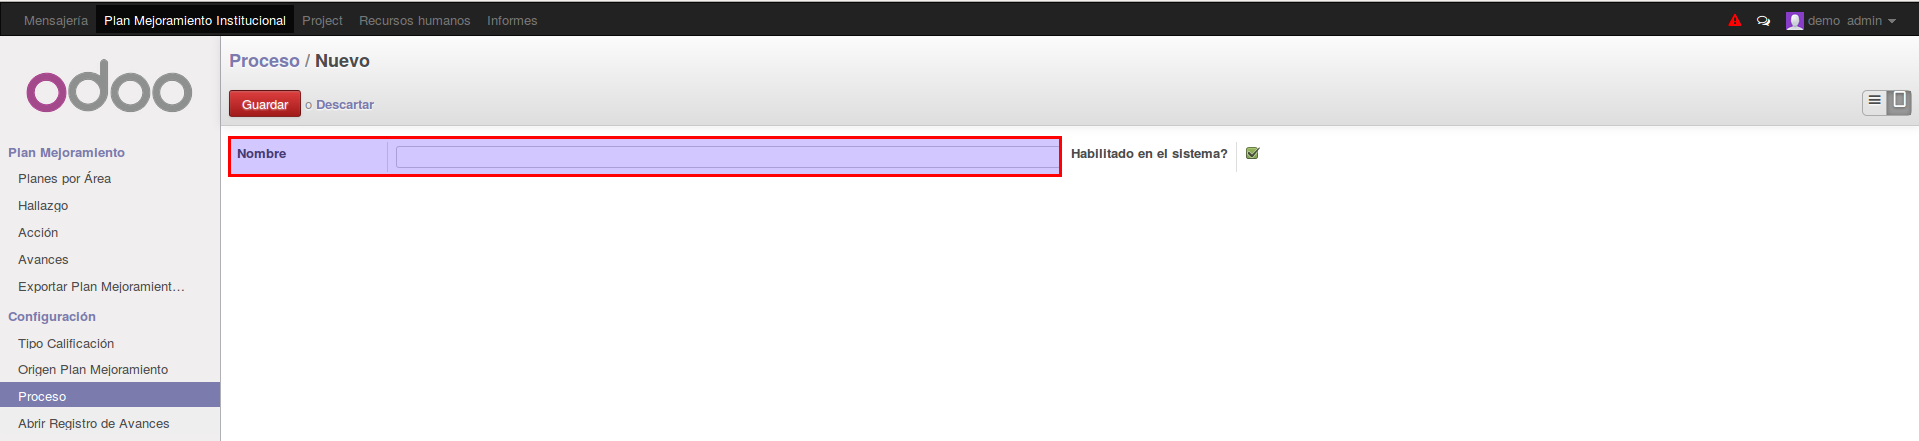 Mensajería Plan Mejoramiento Institucional Project Recursos humanos Informes demo admin
odoo
Proceso / Nuevo
Guardar o Descartar
Nombre Habilitado en el sistema?
Plan Mejoramiento
Planes por Área
Hallazgo
Acción
Avances
Exportar Plan Mejoramient...
Configuración
Tipo Calificación
Origen Plan Mejoramiento
Proceso
Abrir Registro de Avances